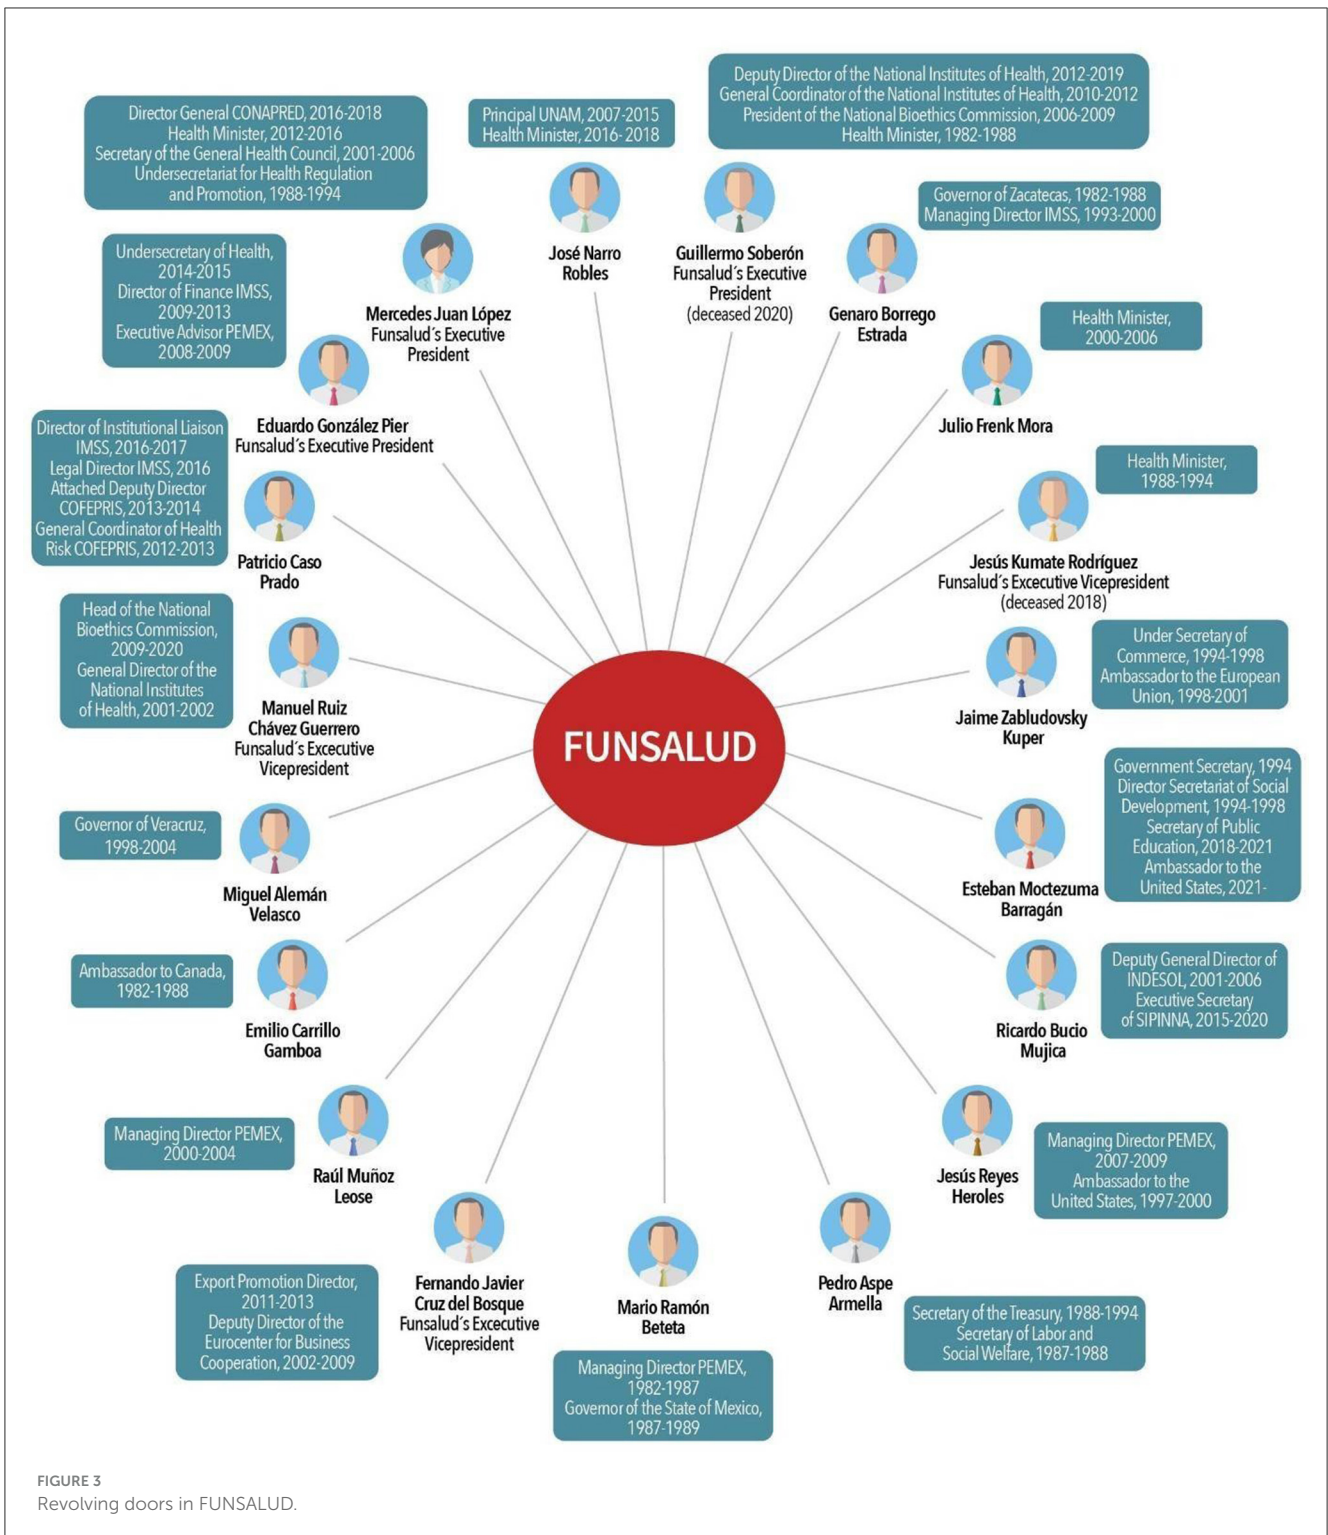 Director General CONAPRED, 2016-2018
Health Minister, 2012-2016
Secretary of the General Health Council, 2001-2006
Undersecretariat for Health Regulation
and Promotion, 1988-1994
Mercedes Juan López
Funsalud´s Executive
President
Principal UNAM, 2007-2015
Health Minister, 2016- 2018
José Narro
Robles
Deputy Director of the National Institutes of Health, 2012-2019
General Coordinator of the National Institutes of Health, 2010-2012
President of the National Bioethics Commission, 2006-2009
Health Minister, 1982-1988
Guillermo Soberón
Funsalud´s Executive
President
(deceased 2020)
Governor of Zacatecas, 1982-1988
Managing Director IMSS, 1993-2000
Genaro Borrego
Estrada
Health Minister,
2000-2006
Julio Frenk Mora
Health Minister,
1988-1994
Jesús Kumate Rodríguez
Funsalud´s Excecutive Vicepresident
(deceased 2018)
Under Secretary of
Commerce, 1994-1998
Ambassador to the European
Union, 1998-2001
Jaime Zabludovsky
Kuper
Government Secretary, 1994
Director Secretariat of Social
Development, 1994-1998
Secretary of Public
Education, 2018-2021
Ambassador to the
United States, 2021-
Esteban Moctezuma
Barragán
Deputy General Director of
INDESOL, 2001-2006
Executive Secretary
of SIPINNA, 2015-2020
Ricardo Bucio
Mujica
Managing Director PEMEX,
2007-2009
Ambassador to the
United States, 1997-2000
Jesús Reyes
Heroles
Pedro Aspe
Armella
Secretary of the Treasury, 1988-1994
Secretary of Labor and
Social Welfare, 1987-1988
Mario Ramón
Beteta
Managing Director PEMEX,
1982-1987
Governor of the State of Mexico,
1987-1989
Fernando Javier
Cruz del Bosque
Funsalud´s Excecutive
Vicepresident
Export Promotion Director,
2011-2013
Deputy Director of the
Eurocenter for Business
Cooperation, 2002-2009
Managing Director PEMEX,
2000-2004
Raúl Muñoz
Leose
Ambassador to Canada,
1982-1988
Emilio Carrillo
Gamboa
Governor of Veracruz,
1998-2004
Miguel Alemán
Velasco
Head of the National
Bioethics Commission,
2009-2020
General Director of the
National Institutes
of Health, 2001-2002
Manuel Ruiz
Chávez Guerrero
Funsalud´s Excecutive
Vicepresident
Director of Institutional Liaison
IMSS, 2016-2017
Legal Director IMSS, 2016
Attached Deputy Director
COFEPRIS, 2013-2014
General Coordinator of Health
Risk COFEPRIS, 2012-2013
Patricio Caso
Prado
Undersecretary of Health,
2014-2015
Director of Finance IMSS,
2009-2013
Executive Advisor PEMEX,
2008-2009
Eduardo González Pier
Funsalud´s Executive President
FUNSALUD
FIGURE 3
Revolving doors in FUNSALUD.